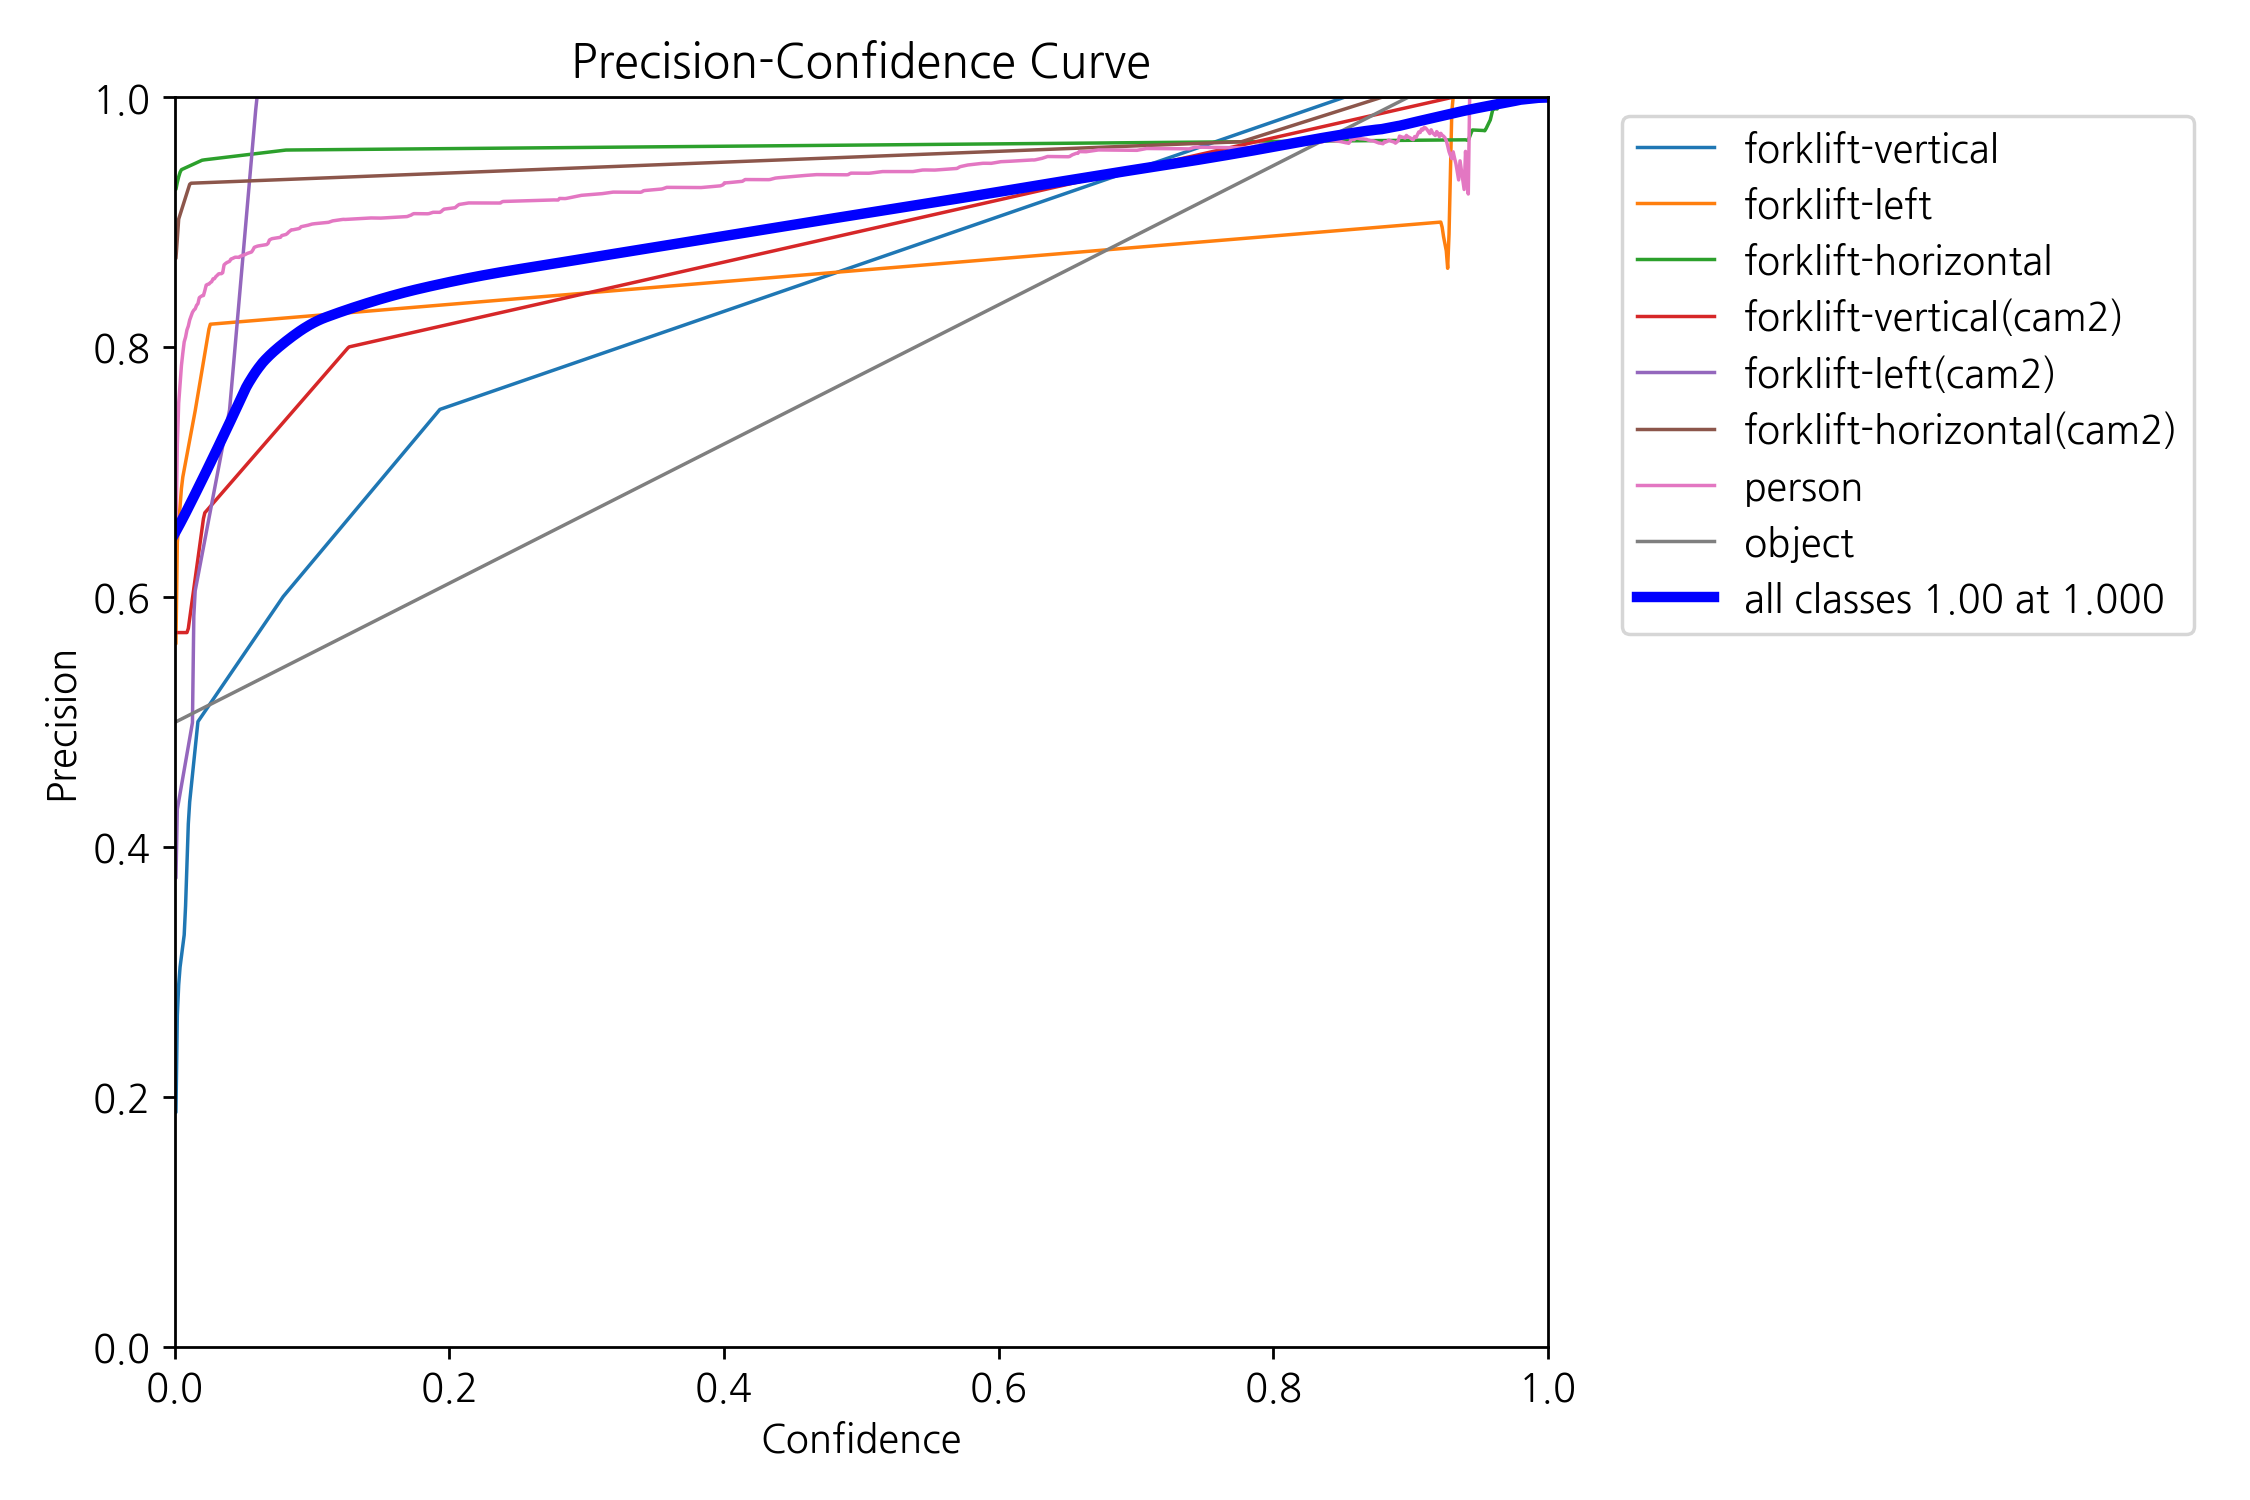 Precision-Confidence Curve
1.0
0.8
0.6
0.4
0.2
0.0
Precision
0.0 0.2 0.4 0.6 0.8 1.0
Confidence
forklift-vertical
forklift-left
forklift-horizontal
forklift-vertical(cam2)
forklift-left(cam2)
forklift-horizontal(cam2)
person
object
all classes 1.00 at 1.000